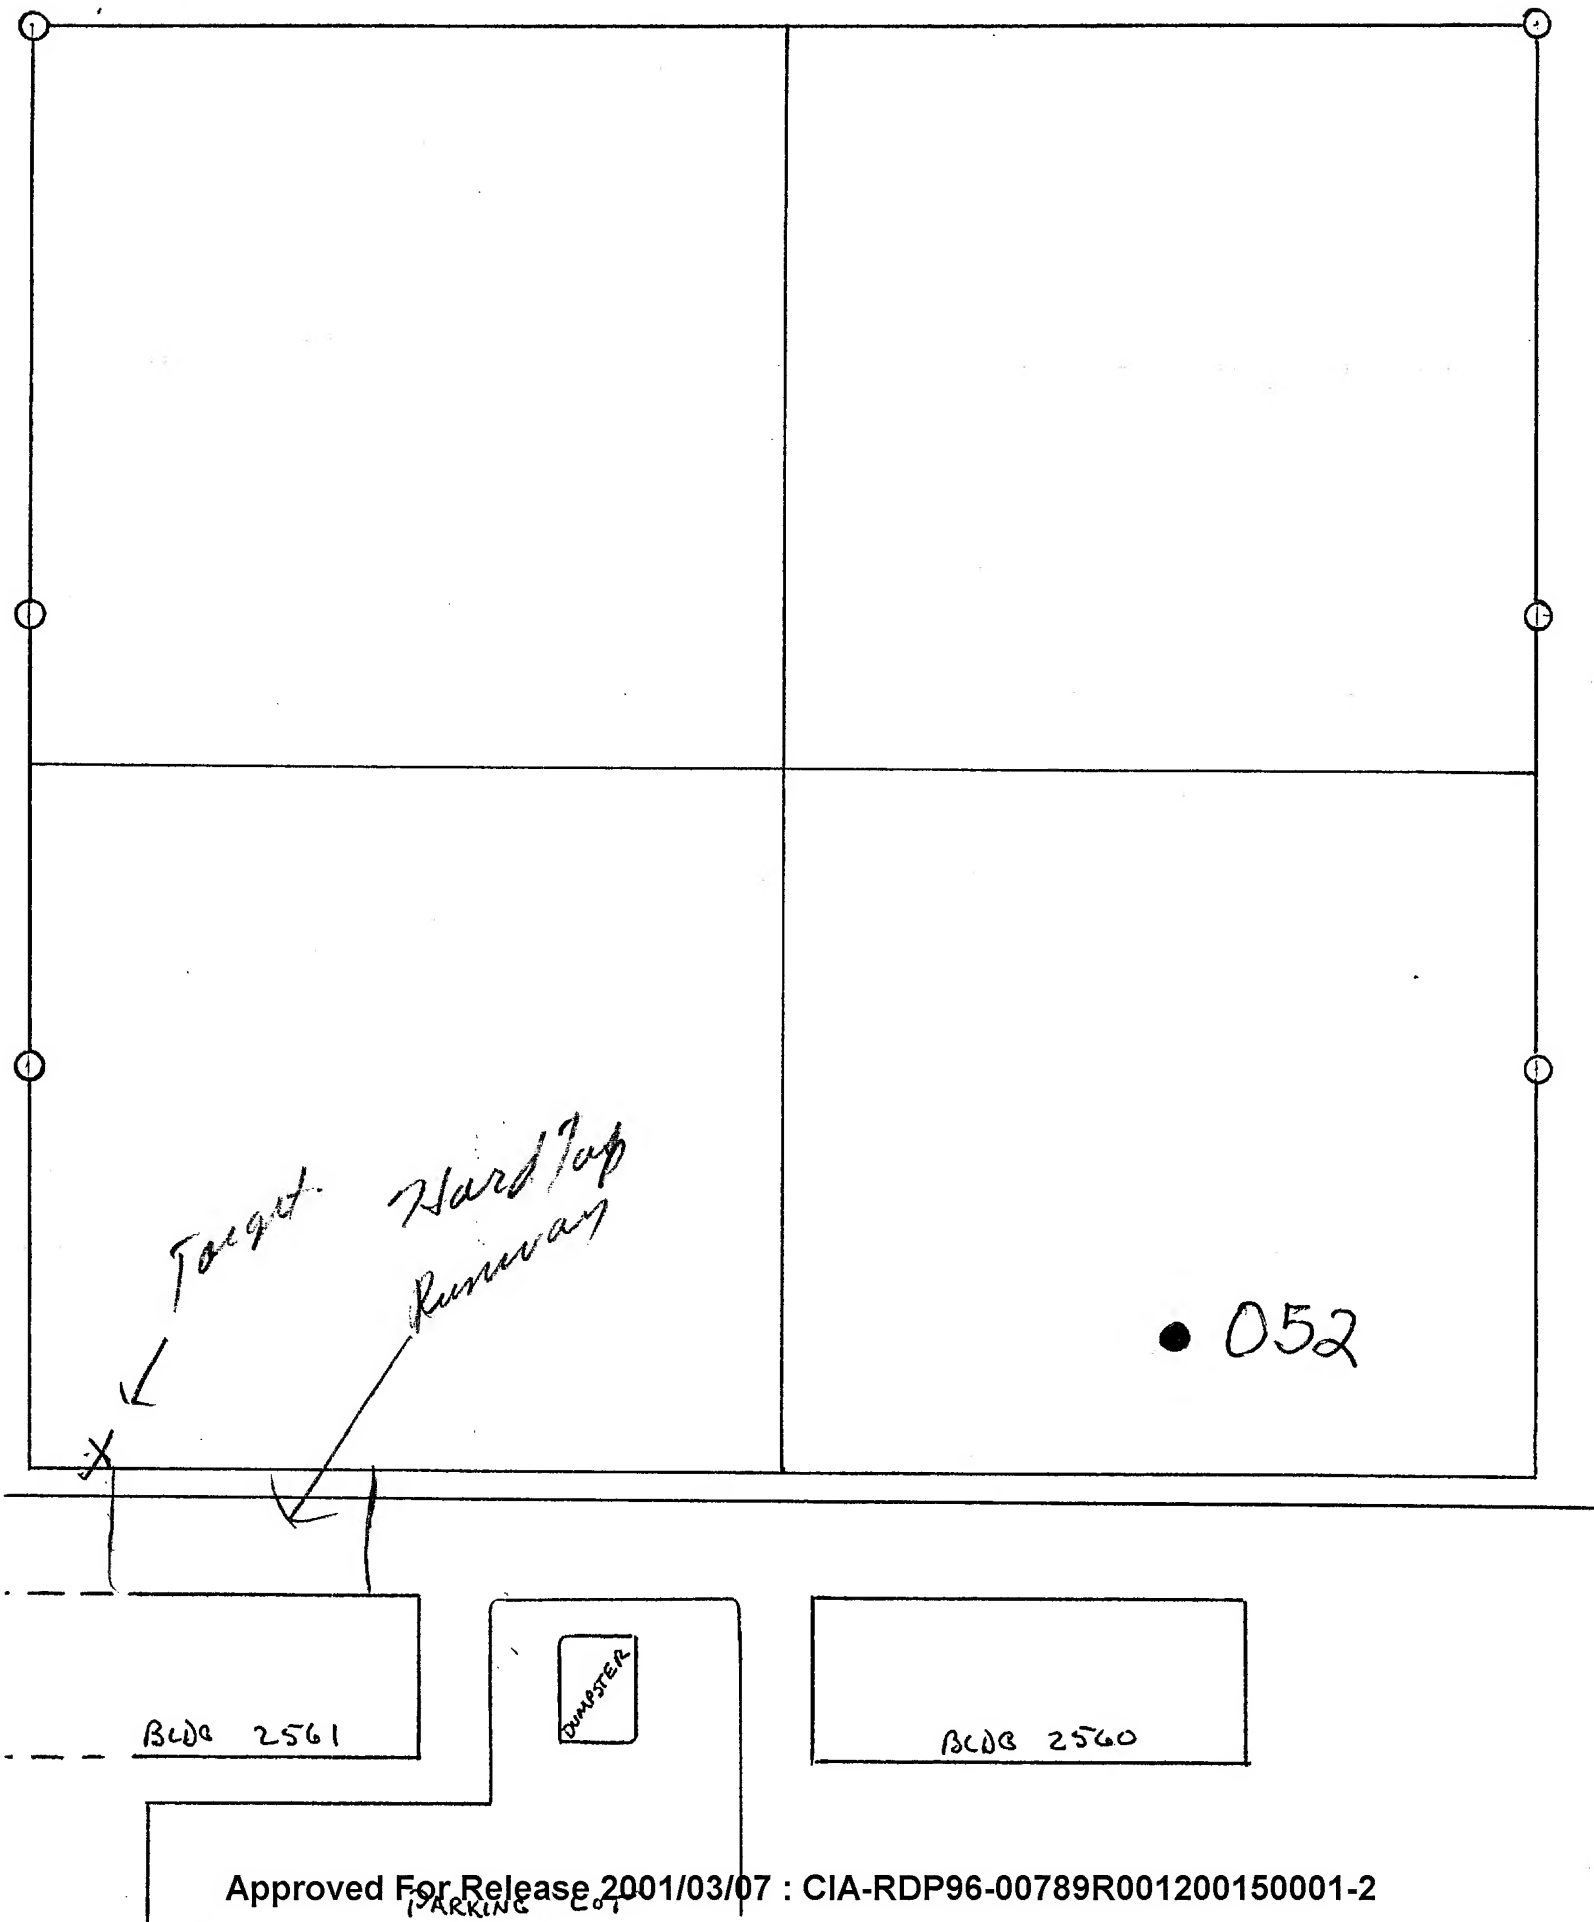 Target
Hard Top
Runway
052
DUMPSTER
BLDG 2561
BLDG 2560
Approved For Release 2001/03/07 : CIA-RDP96-00789R001200150001-2
PARKING LOT